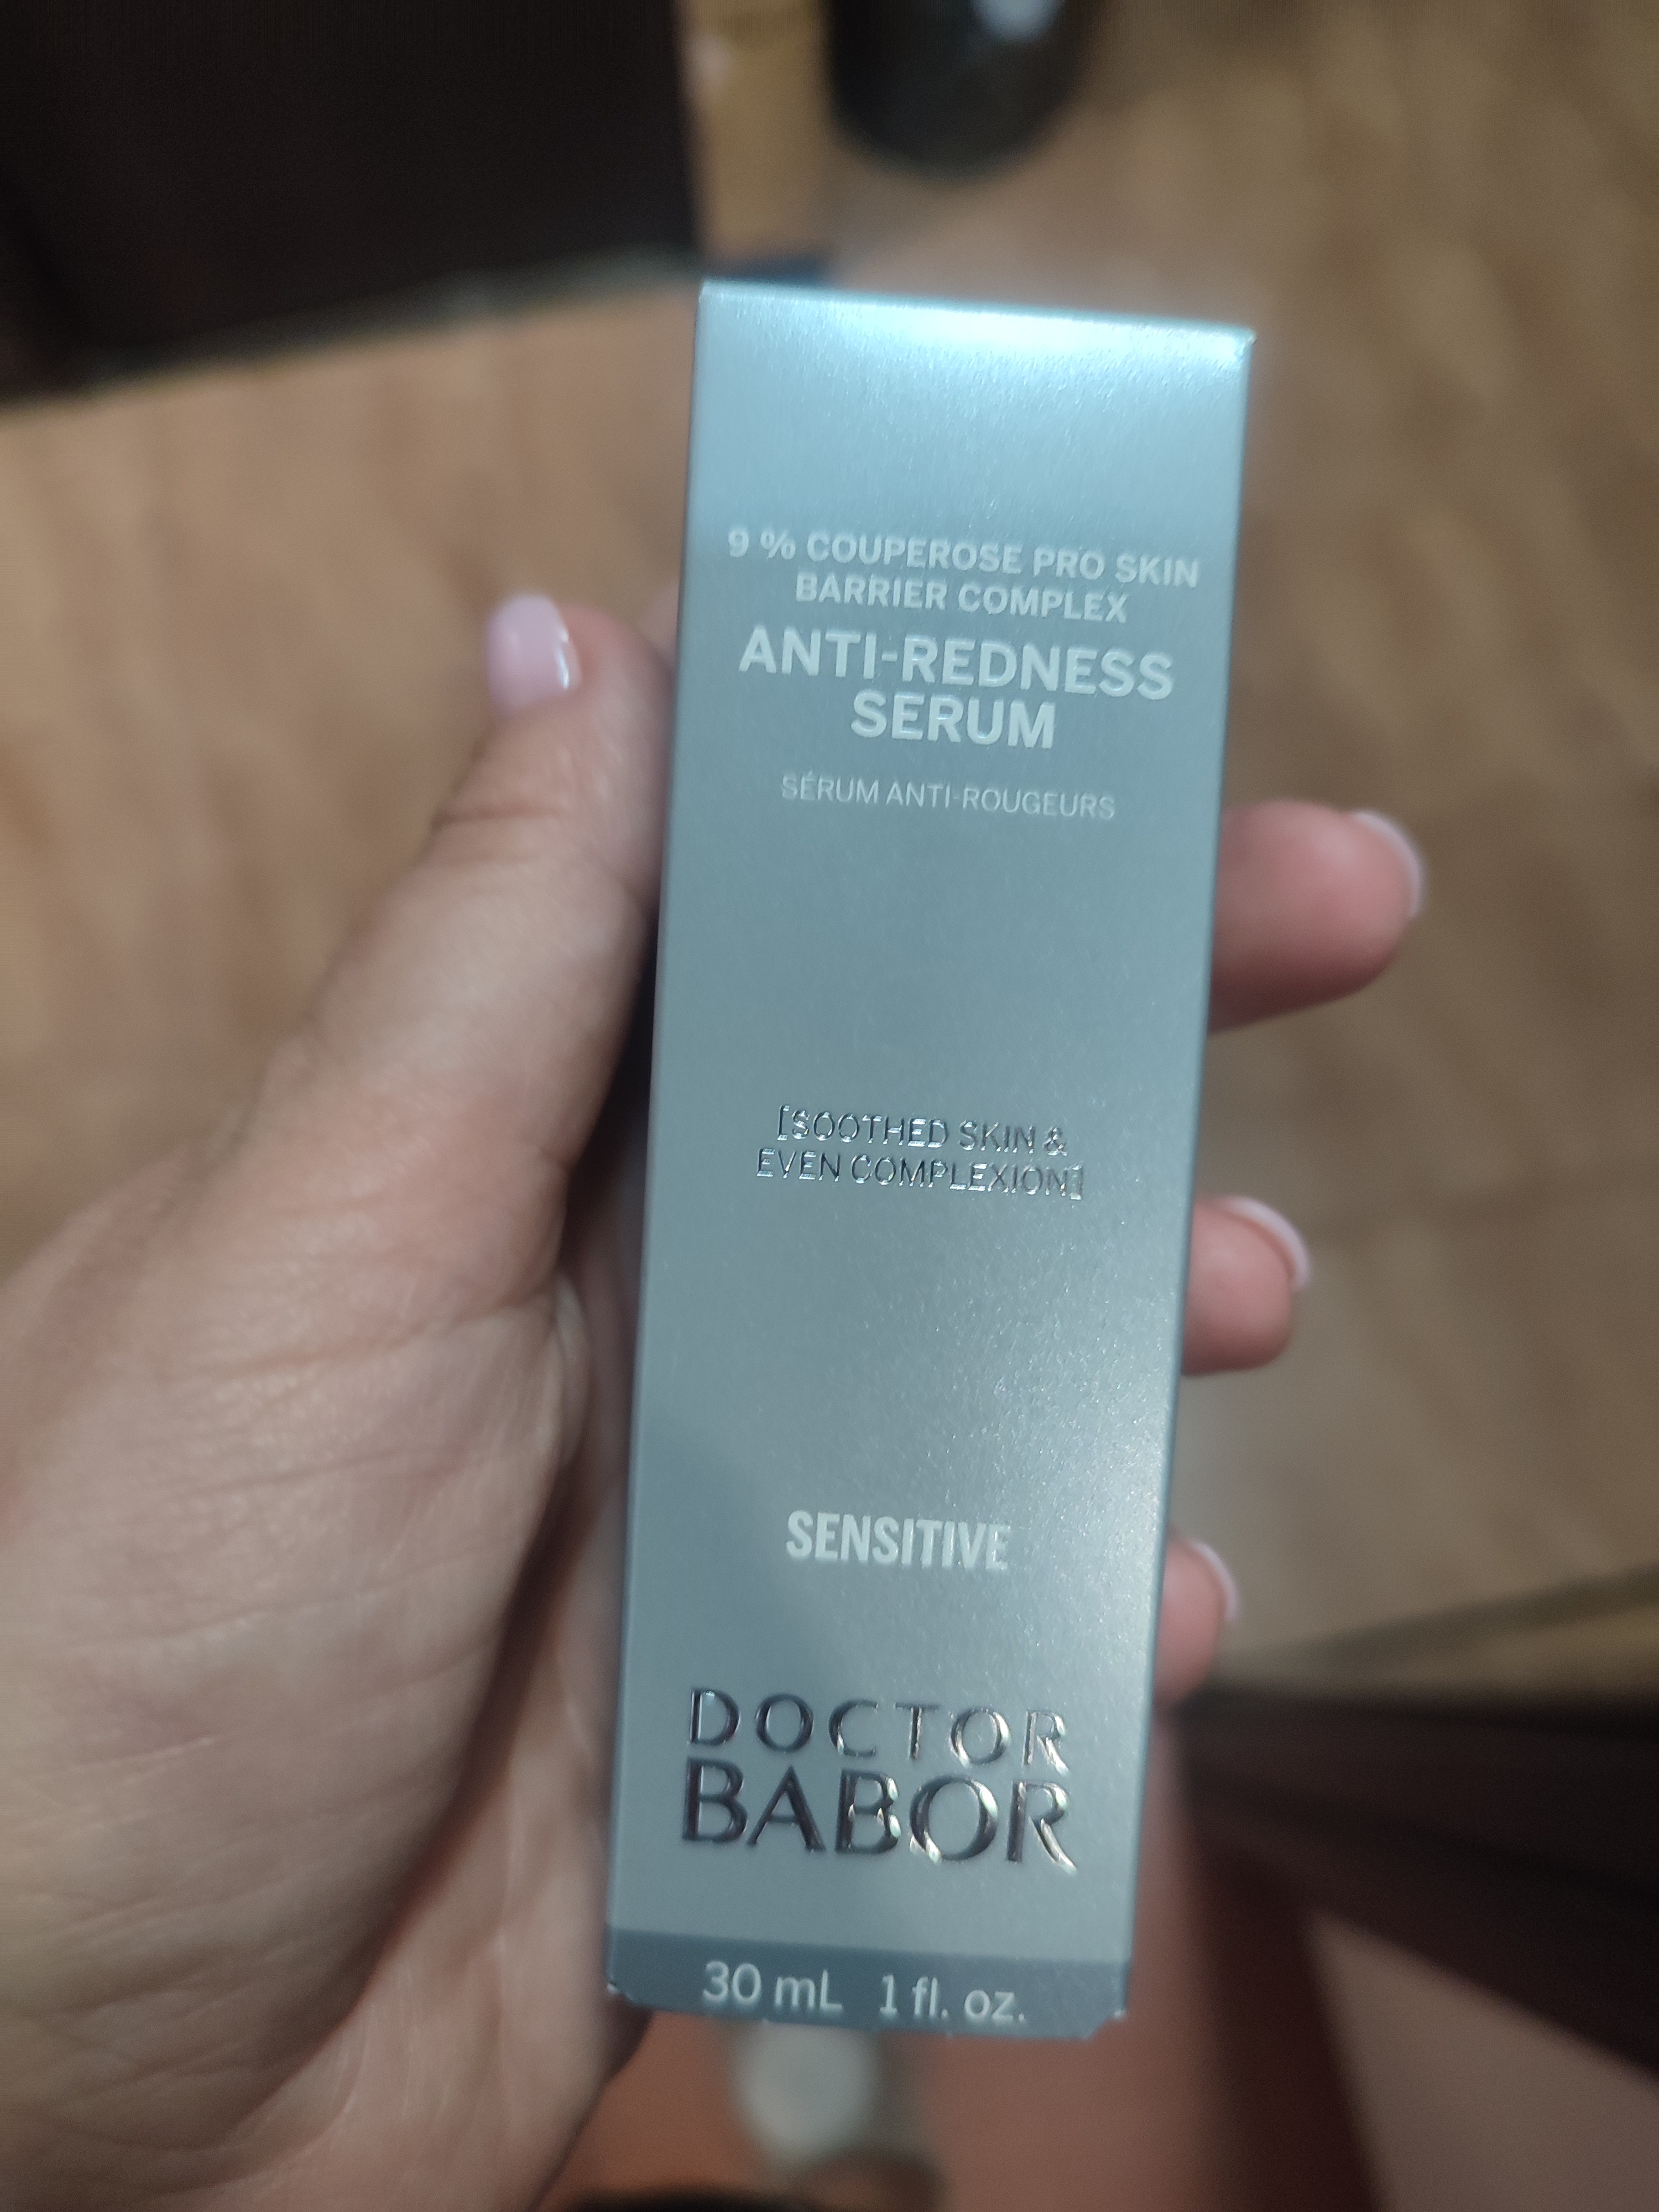 9 % COUPEROSE PRO SKIN
BARRIER COMPLEX
ANTI-REDNESS
SERUM
SÉRUM ANTI-ROUGEURS
[SOOTHED SKIN &
EVEN COMPLEXION]
SENSITIVE
DOCTOR
BABOR
30 mL 1 fl. oz.